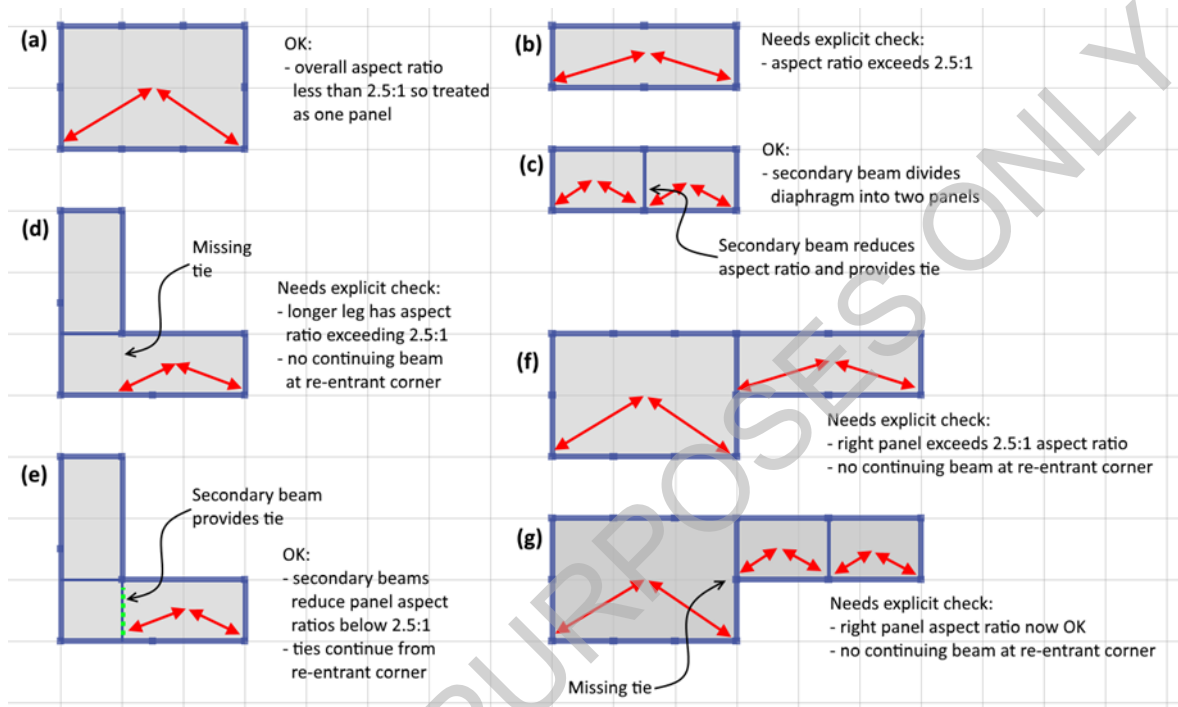 (a)
OK:
- overall aspect ratio
less than 2.5:1 so treated
as one panel
(b)
Needs explicit check:
- aspect ratio exceeds 2.5:1
(c)
OK:
- secondary beam divides
diaphragm into two panels
Secondary beam reduces
aspect ratio and provides tie
(d)
Missing
tie
Needs explicit check:
- longer leg has aspect
ratio exceeding 2.5:1
- no continuing beam
at re-entrant corner
(e)
Secondary beam
provides tie
OK:
- secondary beams
reduce panel aspect
ratios below 2.5:1
- ties continue from
re-entrant corner
(f)
Needs explicit check:
- right panel exceeds 2.5:1 aspect ratio
- no continuing beam at re-entrant corner
(g)
Needs explicit check:
- right panel aspect ratio now OK
- no continuing beam at re-entrant corner
Missing tie
PURPOSES ONLY